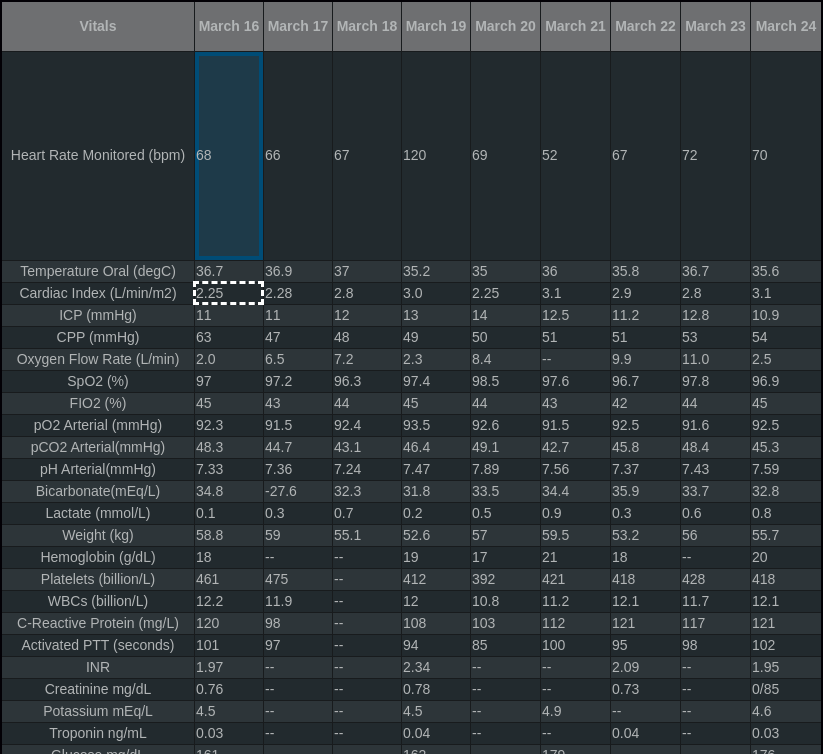 Vitals March 16 March 17 March 18 March 19 March 20 March 21 March 22 March 23 March 24
Heart Rate Monitored (bpm) 68 66 67 120 69 52 67 72 70
Temperature Oral (degC) 36.7 36.9 37 35.2 35 36 35.8 36.7 35.6
Cardiac Index (L/min/m2) 2.25 2.28 2.8 3.0 2.25 3.1 2.9 2.8 3.1
ICP (mmHg) 11 11 12 13 14 12.5 11.2 12.8 10.9
CPP (mmHg) 63 47 48 49 50 51 51 53 54
Oxygen Flow Rate (L/min) 2.0 6.5 7.2 2.3 8.4 -- 9.9 11.0 2.5
SpO2 (%) 97 97.2 96.3 97.4 98.5 97.6 96.7 97.8 96.9
FIO2 (%) 45 43 44 45 44 43 42 44 45
pO2 Arterial (mmHg) 92.3 91.5 92.4 93.5 92.6 91.5 92.5 91.6 92.5
pCO2 Arterial(mmHg) 48.3 44.7 43.1 46.4 49.1 42.7 45.8 48.4 45.3
pH Arterial(mmHg) 7.33 7.36 7.24 7.47 7.89 7.56 7.37 7.43 7.59
Bicarbonate(mEq/L) 34.8 -27.6 32.3 31.8 33.5 34.4 35.9 33.7 32.8
Lactate (mmol/L) 0.1 0.3 0.7 0.2 0.5 0.9 0.3 0.6 0.8
Weight (kg) 58.8 59 55.1 52.6 57 59.5 53.2 56 55.7
Hemoglobin (g/dL) 18 -- -- 19 17 21 18 -- 20
Platelets (billion/L) 461 475 -- 412 392 421 418 428 418
WBCs (billion/L) 12.2 11.9 -- 12 10.8 11.2 12.1 11.7 12.1
C-Reactive Protein (mg/L) 120 98 -- 108 103 112 121 117 121
Activated PTT (seconds) 101 97 -- 94 85 100 95 98 102
INR 1.97 -- -- 2.34 -- -- 2.09 -- 1.95
Creatinine mg/dL 0.76 -- -- 0.78 -- -- 0.73 -- 0/85
Potassium mEq/L 4.5 -- -- 4.5 -- 4.9 -- -- 4.6
Troponin ng/mL 0.03 -- -- 0.04 -- -- 0.04 -- 0.03